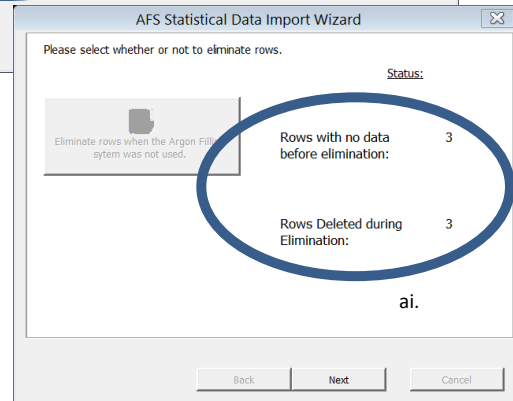 AFS Statistical Data Import Wizard
Please select whether or not to eliminate rows.
Status:
Eliminate rows when the Argon Filling
sytem was not used.
Rows with no data 3
before elimination:
Rows Deleted during 3
Elimination:
ai.
Back Next Cancel